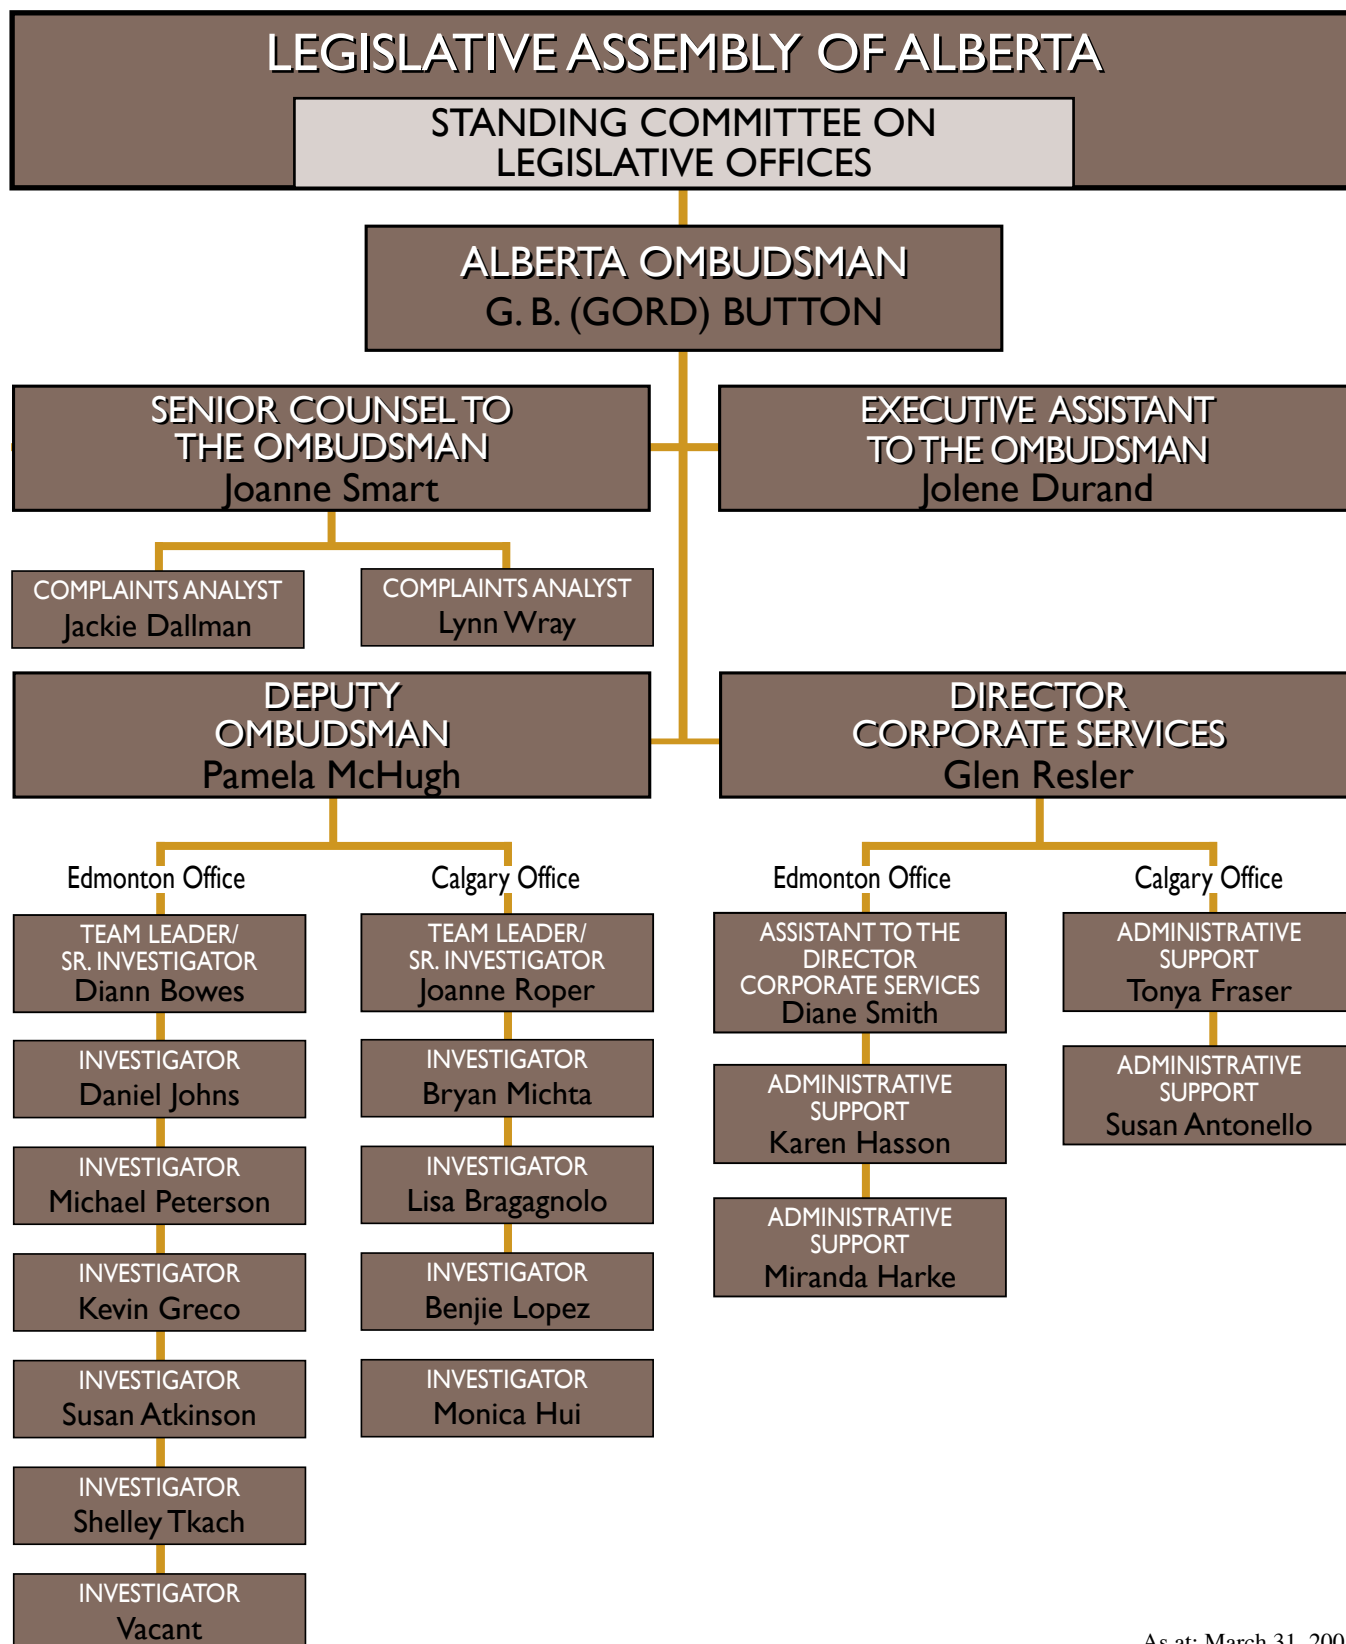 LEGISLATIVE ASSEMBLY OF ALBERTA
STANDING COMMITTEE ON
LEGISLATIVE OFFICES
ALBERTA OMBUDSMAN
G. B. (GORD) BUTTON
SENIOR COUNSEL TO
THE OMBUDSMAN
Joanne Smart
EXECUTIVE ASSISTANT
TO THE OMBUDSMAN
Jolene Durand
COMPLAINTS ANALYST
Jackie Dallman
COMPLAINTS ANALYST
Lynn Wray
DEPUTY
OMBUDSMAN
Pamela McHugh
DIRECTOR
CORPORATE SERVICES
Glen Resler
Edmonton Office
TEAM LEADER/
SR. INVESTIGATOR
Diann Bowes
INVESTIGATOR
Daniel Johns
INVESTIGATOR
Michael Peterson
INVESTIGATOR
Kevin Greco
INVESTIGATOR
Susan Atkinson
INVESTIGATOR
Shelley Tkach
INVESTIGATOR
Vacant
Calgary Office
TEAM LEADER/
SR. INVESTIGATOR
Joanne Roper
INVESTIGATOR
Bryan Michta
INVESTIGATOR
Lisa Bragagnolo
INVESTIGATOR
Benjie Lopez
INVESTIGATOR
Monica Hui
Edmonton Office
ASSISTANT TO THE
DIRECTOR
CORPORATE SERVICES
Diane Smith
ADMINISTRATIVE
SUPPORT
Karen Hasson
ADMINISTRATIVE
SUPPORT
Miranda Harke
Calgary Office
ADMINISTRATIVE
SUPPORT
Tonya Fraser
ADMINISTRATIVE
SUPPORT
Susan Antonello
As at: March 31,